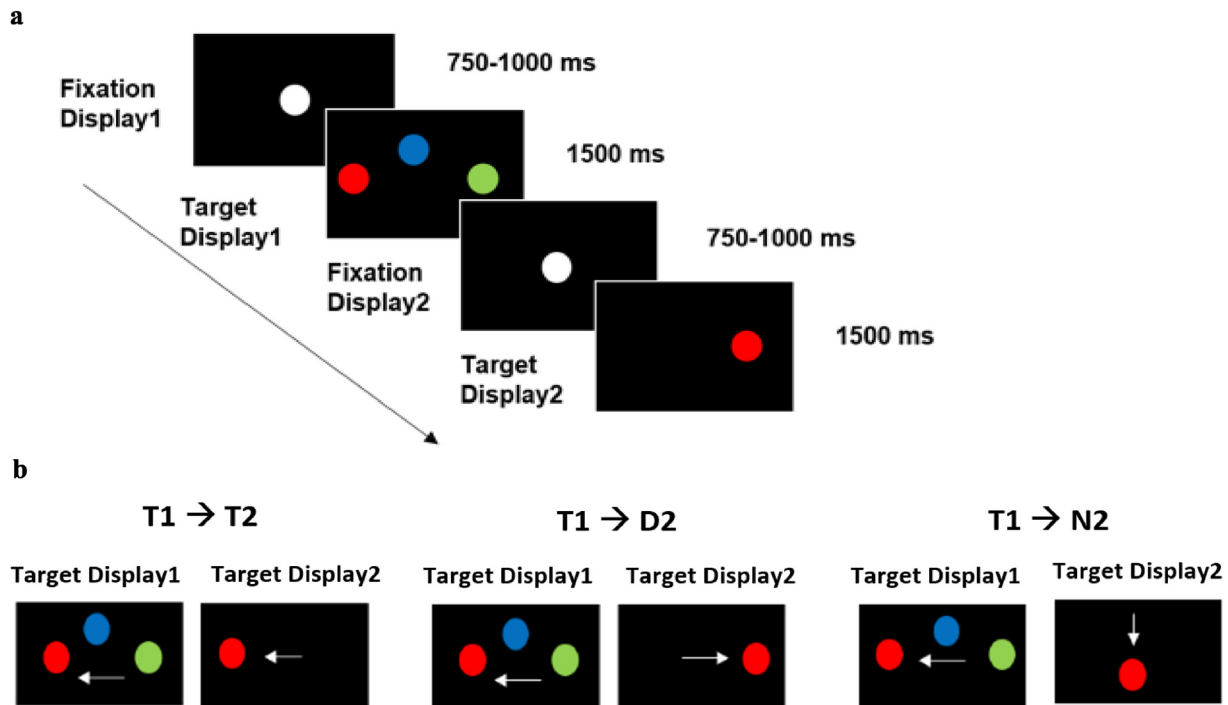 a
Fixation
Display1
750-1000 ms
Target
Display1
1500 ms
Fixation
Display2
750-1000 ms
Target
Display2
1500 ms
b
T1 → T2
T1 → D2
T1 → N2
Target Display1
Target Display2
Target Display1
Target Display2
Target Display1
Target Display2